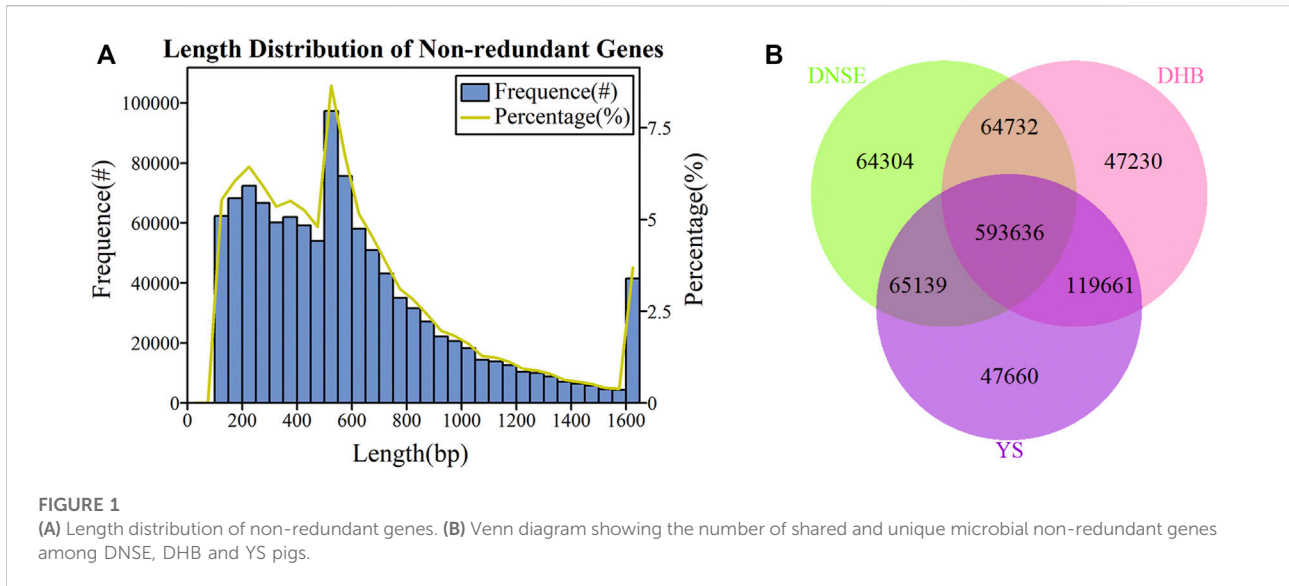 A
Length Distribution of Non-redundant Genes
Frequence(#)
Percentage(%)
100000
80000
60000
40000
20000
0
Frequence(#)
7.5
5
2.5
0
Percentage(%)
0
200
400
600
800
1000
1200
1400
1600
Length(bp)
B
DNSE
DHB
64732
64304
47230
593636
65139
119661
47660
YS
FIGURE 1
(A) Length distribution of non-redundant genes. (B) Venn diagram showing the number of shared and unique microbial non-redundant genes
among DNSE, DHB and YS pigs.